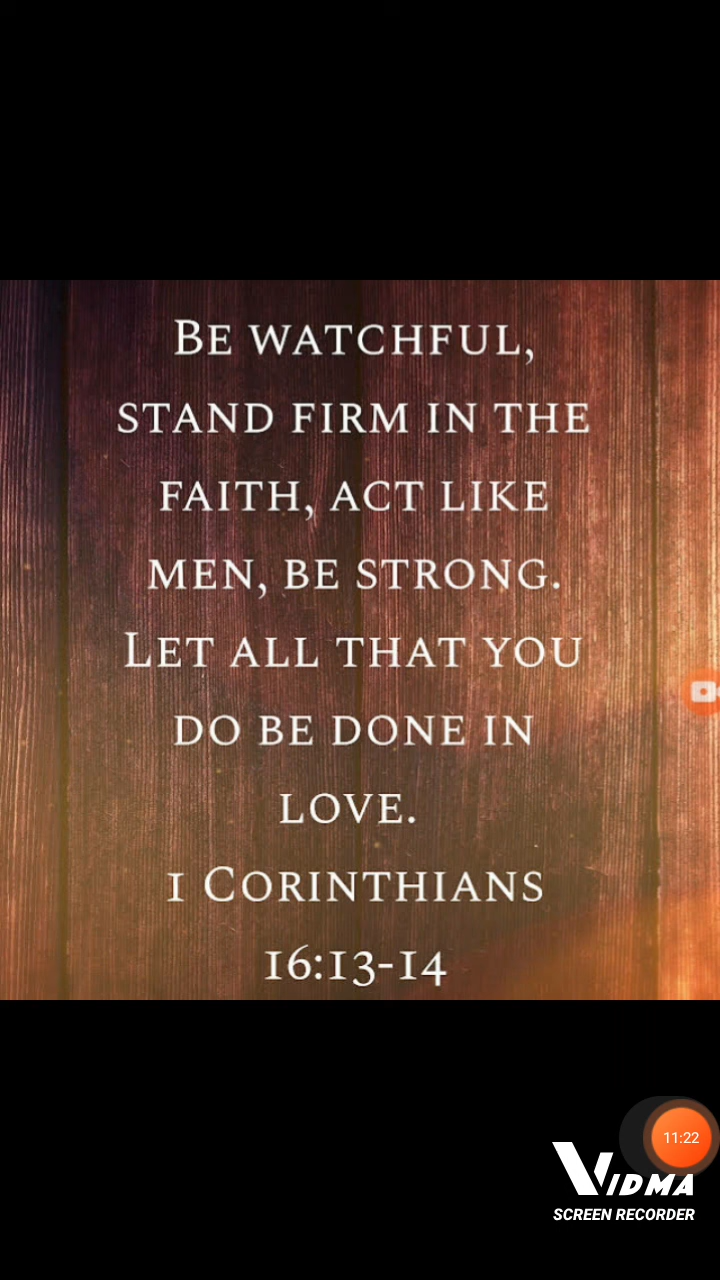 Be watchful,
stand firm in the
faith, act like
men, be strong.
Let all that you
do be done in
love.
1 Corinthians
16:13-14
11:22
VIDMA
SCREEN RECORDER